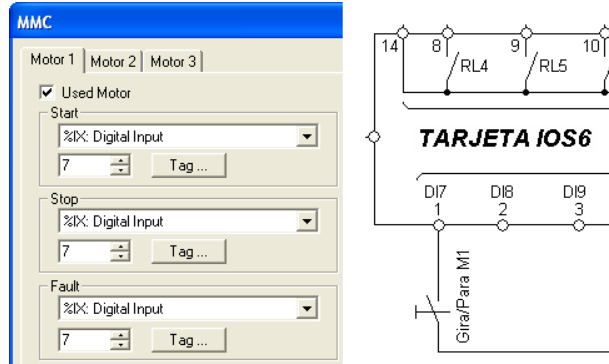 MMC
Motor 1 Motor 2 Motor 3
Used Motor
Start
%IX: Digital Input
7 Tag ...
Stop
%IX: Digital Input
7 Tag ...
Fault
%IX: Digital Input
7 Tag ...
14 8 9 10
RL4 RL5
TARJETA IOS6
DI7 DI8 DI9
1 2 3
Gira/Para M1